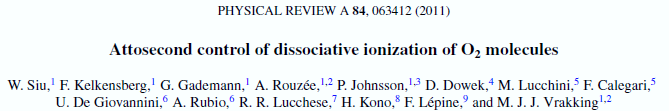 PHYSICAL REVIEW A 84, 063412 (2011)
Attosecond control of dissociative ionization of O₂ molecules
W. Siu,¹ F. Kelkensberg,¹ G. Gademann,¹ A. Rouzée,¹,² P. Johnsson,¹,³ D. Dowek,⁴ M. Lucchini,⁵ F. Calegari,⁵
U. De Giovannini,⁶ A. Rubio,⁶ R. R. Lucchese,⁷ H. Kono,⁸ F. Lépine,⁹ and M. J. J. Vrakking¹,²